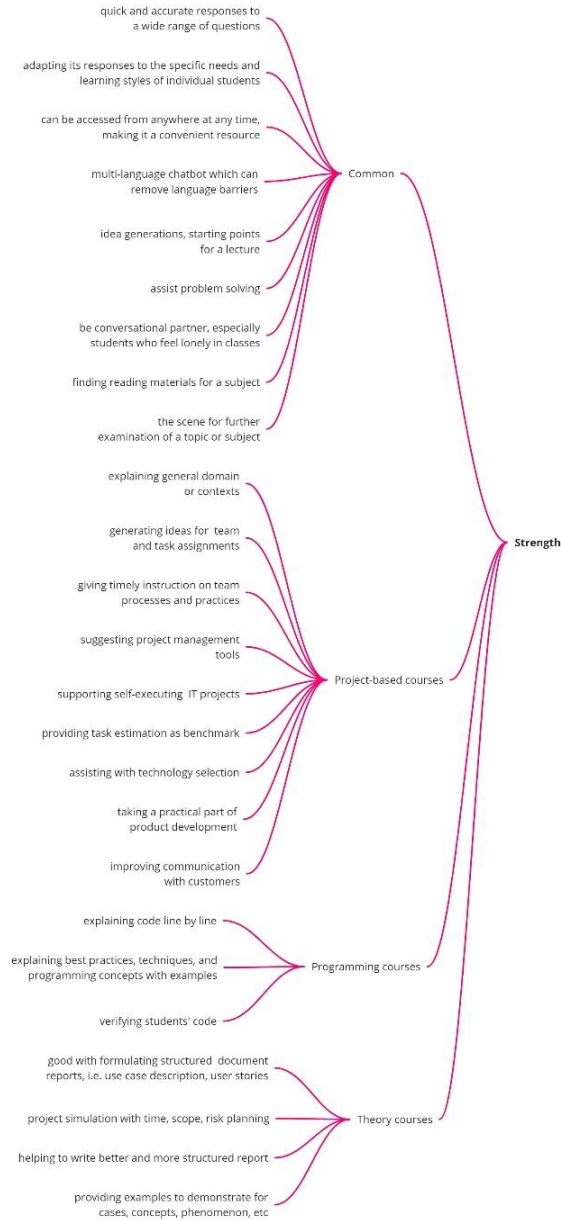 quick and accurate responses to
a wide range of questions
adapting its responses to the specific needs and
learning styles of individual students
can be accessed from anywhere at any time,
making it a convenient resource
multi-language chatbot which can
remove language barriers
Common
idea generations, starting points
for a lecture
assist problem solving
be conversational partner, especially
students who feel lonely in classes
finding reading materials for a subject
the scene for further
examination of a topic or subject
explaining general domain
or contexts
generating ideas for team
and task assignments
Strength
giving timely instruction on team
processes and practices
suggesting project management
tools
Project-based courses
supporting self-executing IT projects
providing task estimation as benchmark
assisting with technology selection
taking a practical part of
product development
improving communication
with customers
explaining code line by line
explaining best practices, techniques, and
programming concepts with examples
Programming courses
verifying students' code
good with formulating structured document
reports, i.e. use case description, user stories
project simulation with time, scope, risk planning
Theory courses
helping to write better and more structured report
providing examples to demonstrate for
cases, concepts, phenomenon, etc